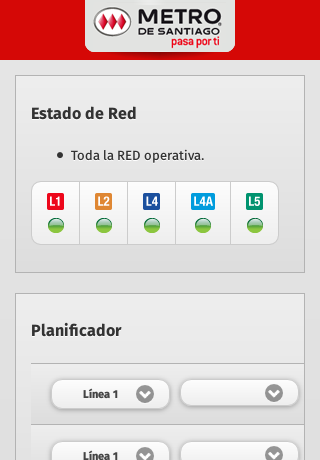 METRO
DE SANTIAGO
pasa por ti
Estado de Red
Toda la RED operativa.
L1 L2 L4 L4A L5
Planificador
Línea 1
Línea 1